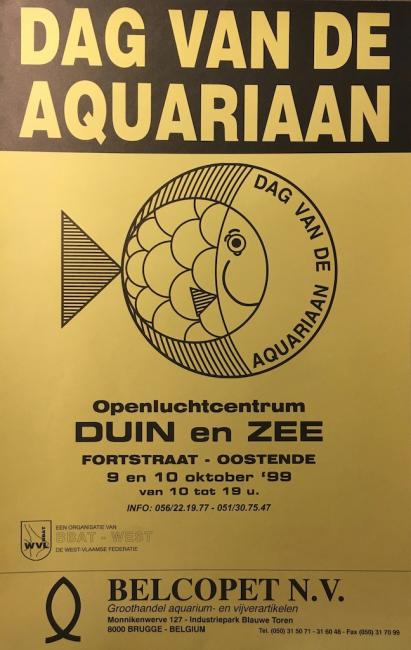 DAG VAN DE
AQUARIAAN
DAG VAN DE
AQUARIAAN
Openluchtcentrum
DUIN en ZEE
FORTSTRAAT - OOSTENDE
9 en 10 oktober '99
van 10 tot 19 u.
INFO: 056/22.19.77 - 051/30.75.47
BBAT
WVL
EEN ORGANISATIE VAN
BBAT - WEST
DE WEST-VLAAMSE FEDERATIE
BELCOPET N.V.
Groothandel aquarium- en vijverartikelen
Monnikenwerve 127 - Industriepark Blauwe Toren
8000 BRUGGE - BELGIUM
Tel. (050) 31 50 71 - 31 60 48 - Fax (050) 31 70 99